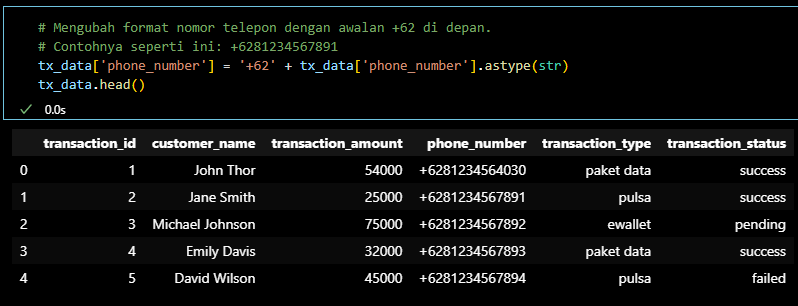 # Mengubah format nomor telepon dengan awalan +62 di depan.
# Contohnya seperti ini: +6281234567891
tx_data['phone_number'] = '+62' + tx_data['phone_number'].astype(str)
tx_data.head()
0.0s
transaction_id customer_name transaction_amount phone_number transaction_type transaction_status
0 1 John Thor 54000 +6281234564030 paket data success
1 2 Jane Smith 25000 +6281234567891 pulsa success
2 3 Michael Johnson 75000 +6281234567892 ewallet pending
3 4 Emily Davis 32000 +6281234567893 paket data success
4 5 David Wilson 45000 +6281234567894 pulsa failed